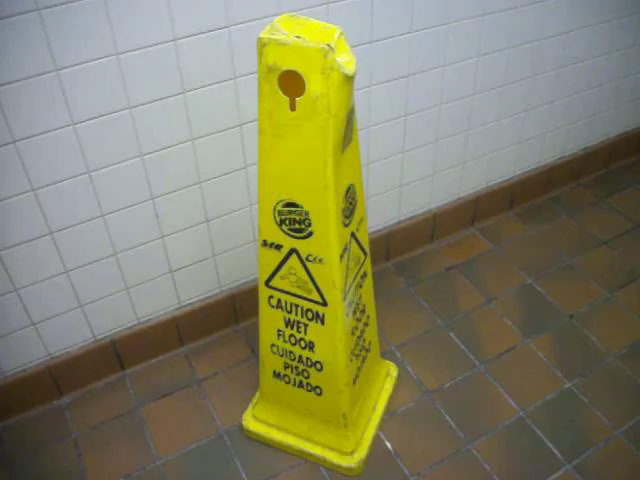 BURGER
KING
CAUTION
WET
FLOOR
CUIDADO
PISO
MOJADO